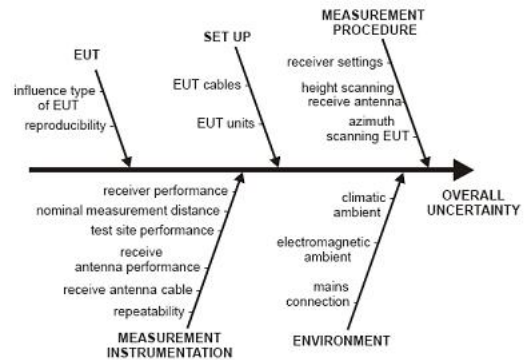 EUT
influence type
of EUT
reproducibility
SET UP
EUT cables
EUT units
MEASUREMENT
PROCEDURE
receiver settings
height scanning
receive antenna
azimuth
scanning EUT
OVERALL
UNCERTAINTY
receiver performance
nominal measurement distance
test site performance
receive
antenna performance
receive antenna cable
repeatability
MEASUREMENT
INSTRUMENTATION
climatic
ambient
electromagnetic
ambient
mains
connection
ENVIRONMENT